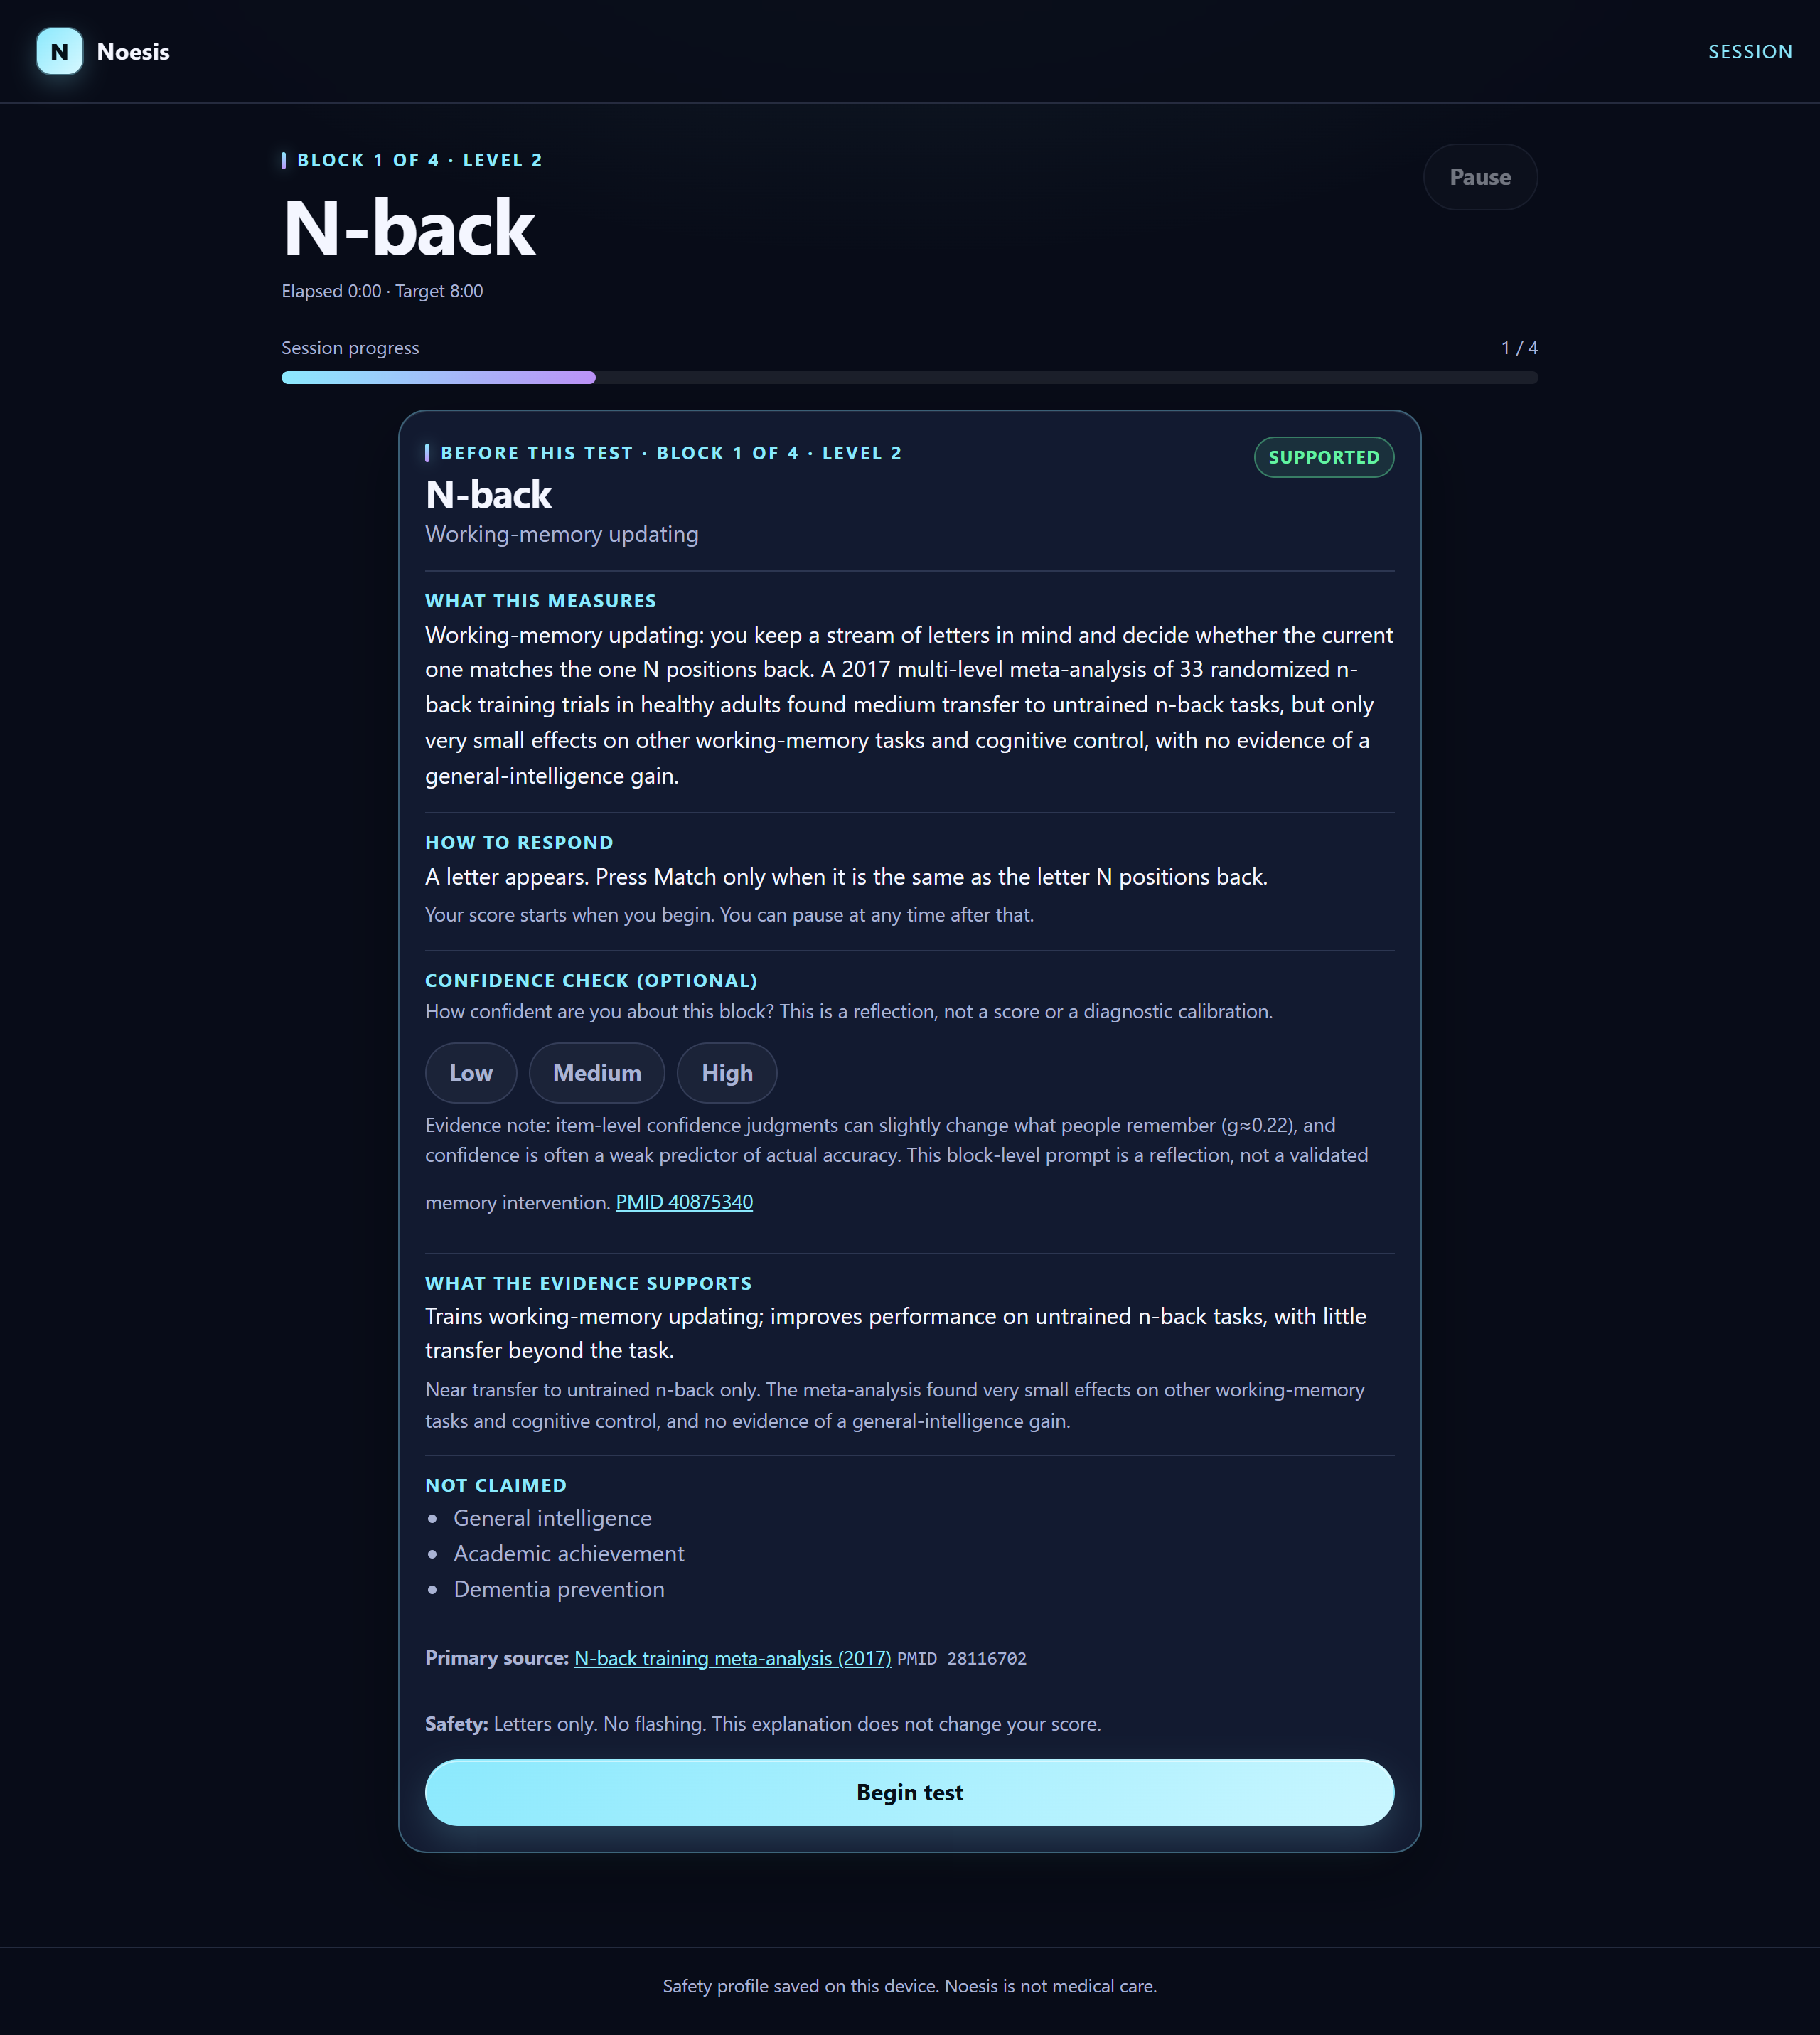 N Noesis
SESSION
BLOCK 1 OF 4 · LEVEL 2
Pause
N-back
Elapsed 0:00 · Target 8:00
Session progress
1 / 4
BEFORE THIS TEST · BLOCK 1 OF 4 · LEVEL 2
SUPPORTED
N-back
Working-memory updating
WHAT THIS MEASURES
Working-memory updating: you keep a stream of letters in mind and decide whether the current
one matches the one N positions back. A 2017 multi-level meta-analysis of 33 randomized n-
back training trials in healthy adults found medium transfer to untrained n-back tasks, but only
very small effects on other working-memory tasks and cognitive control, with no evidence of a
general-intelligence gain.
HOW TO RESPOND
A letter appears. Press Match only when it is the same as the letter N positions back.
Your score starts when you begin. You can pause at any time after that.
CONFIDENCE CHECK (OPTIONAL)
How confident are you about this block? This is a reflection, not a score or a diagnostic calibration.
Low Medium High
Evidence note: item-level confidence judgments can slightly change what people remember (g≈0.22), and
confidence is often a weak predictor of actual accuracy. This block-level prompt is a reflection, not a validated
memory intervention. PMID 40875340
WHAT THE EVIDENCE SUPPORTS
Trains working-memory updating; improves performance on untrained n-back tasks, with little
transfer beyond the task.
Near transfer to untrained n-back only. The meta-analysis found very small effects on other working-memory
tasks and cognitive control, and no evidence of a general-intelligence gain.
NOT CLAIMED
• General intelligence
• Academic achievement
• Dementia prevention
Primary source: N-back training meta-analysis (2017) PMID 28116702
Safety: Letters only. No flashing. This explanation does not change your score.
Begin test
Safety profile saved on this device. Noesis is not medical care.